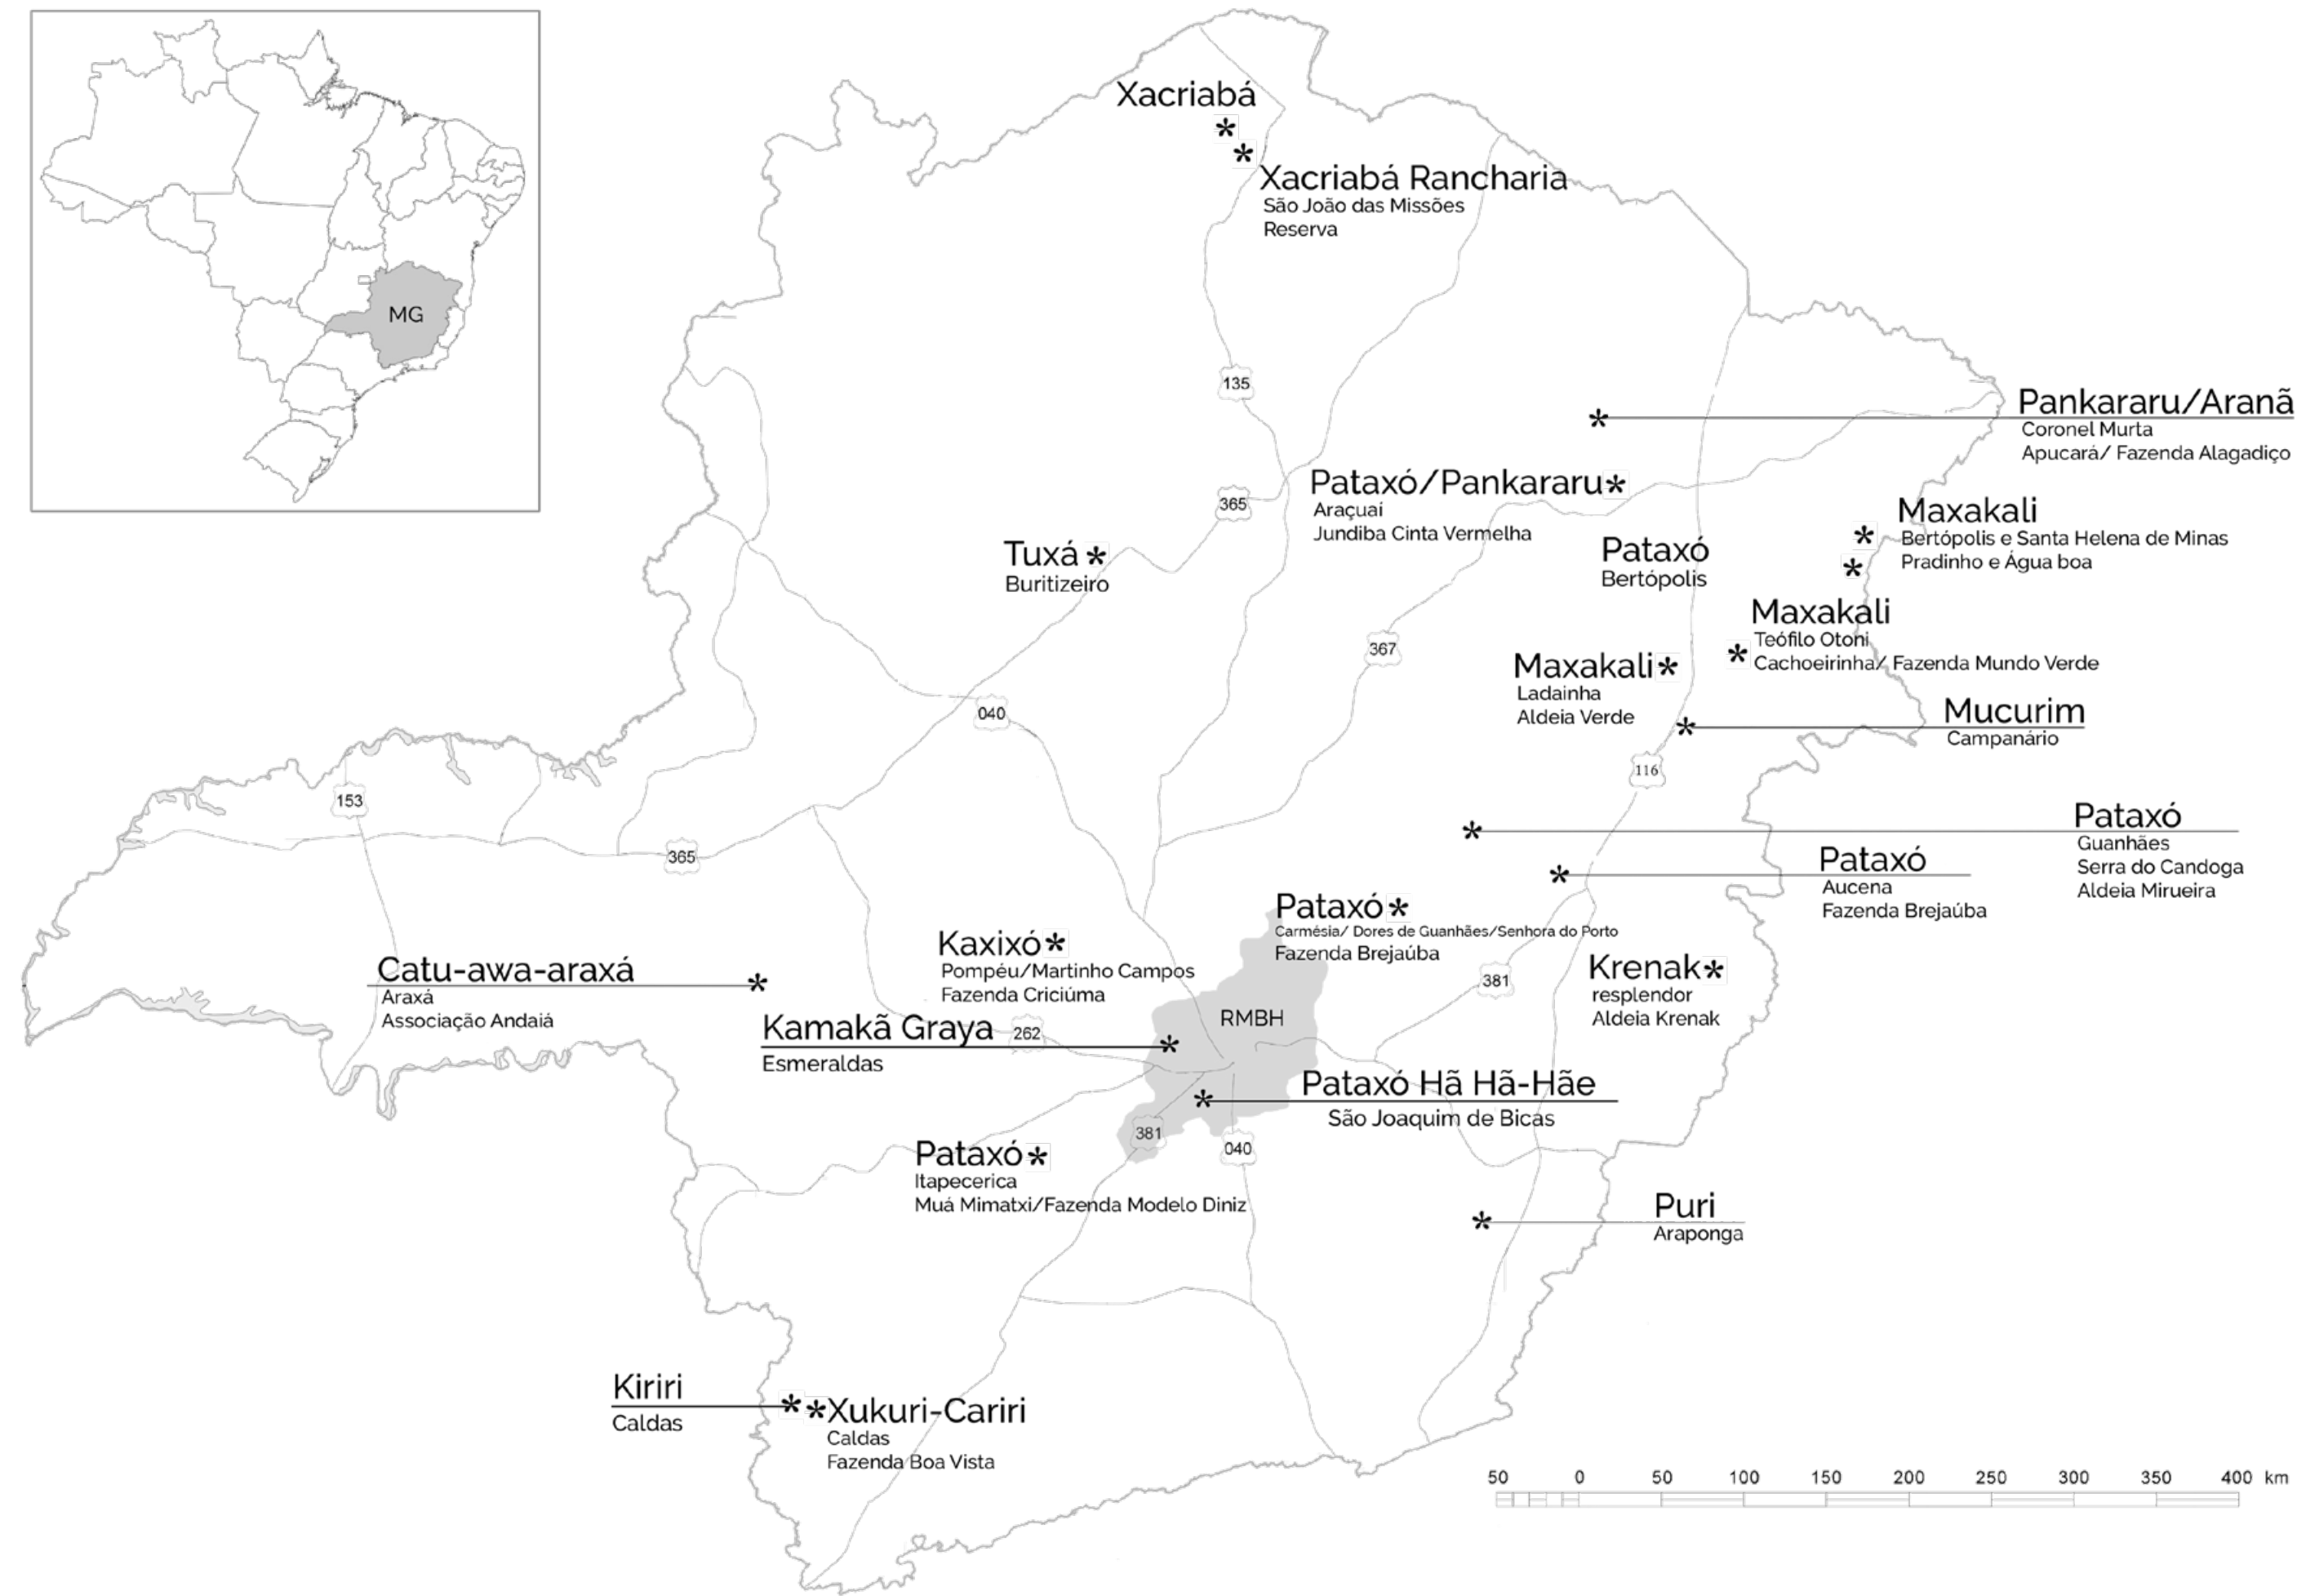 MG
Xacriabá
Xacriabá Rancharia
São João das Missões
Reserva
135
Pankararu/Aranã
Coronel Murta
Apucará/ Fazenda Alagadiço
365
Pataxó/Pankararu
Araçuaí
Jundiba Cinta Vermelha
Maxakali
Bertópolis e Santa Helena de Minas
Pradinho e Água boa
Tuxá
Buritizeiro
Pataxó
Bertópolis
Maxakali
Teófilo Otoni
Cachoeirinha/ Fazenda Mundo Verde
367
Maxakali
Ladainha
Aldeia Verde
040
Mucurim
Campanário
116
153
365
Pataxó
Guanhães
Serra do Candoga
Aldeia Mirueira
Pataxó
Aucena
Fazenda Brejaúba
Pataxó
Carmésia/ Dores de Guanhães/Senhora do Porto
Fazenda Brejaúba
Kaxixó
Pompéu/Martinho Campos
Fazenda Criciúma
Catu-awa-araxá
Araxá
Associação Andaiá
381
Krenak
resplendor
Aldeia Krenak
RMBH
Kamakã Graya
262
Esmeraldas
Pataxó Hã Hã-Hãe
São Joaquim de Bicas
381
040
Pataxó
Itapecerica
Muá Mimatxi/Fazenda Modelo Diniz
Puri
Araponga
Kiriri
Caldas
Xukuri-Cariri
Caldas
Fazenda Boa Vista
50 0 50 100 150 200 250 300 350 400 km